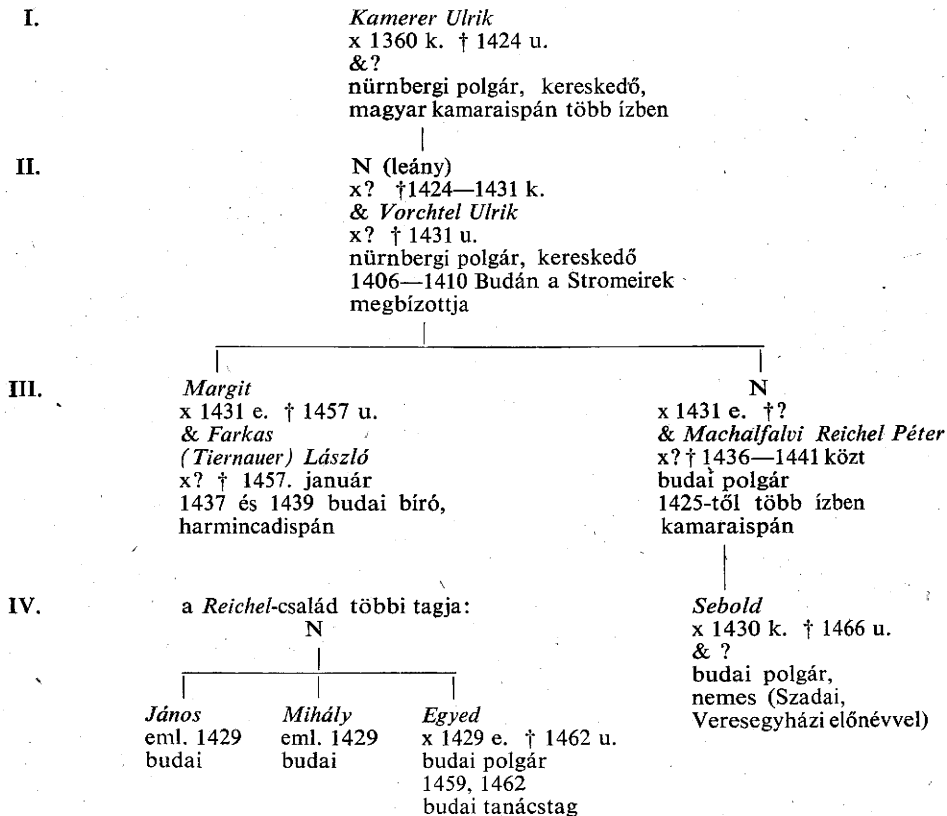 I.
Kamerer Ulrik
x 1360 k. † 1424 u.
&?
nürnbergi polgár, kereskedő,
magyar kamaraispán több ízben
II.
N (leány)
x? †1424—1431 k.
& Vorchtel Ulrik
x? † 1431 u.
nürnbergi polgár, kereskedő
1406—1410 Budán a Stromeirek
megbízottja
III.
Margit
x 1431 e. † 1457 u.
& Farkas
(Tiernauer) László
x? † 1457. január
1437 és 1439 budai bíró,
harmincadispán
N
x 1431 e. †?
& Machalfalvi Reichel Péter
x? † 1436—1441 közt
budai polgár
1425-től több ízben
kamaraispán
IV.
a Reichel-család többi tagja:
N
János
eml. 1429
budai
Mihály
eml. 1429
budai
Egyed
x 1429 e. † 1462 u.
budai polgár
1459, 1462
budai tanácstag
Sebold
x 1430 k. † 1466 u.
& ?
budai polgár,
nemes (Szadai,
Veresegyházi előnévvel)